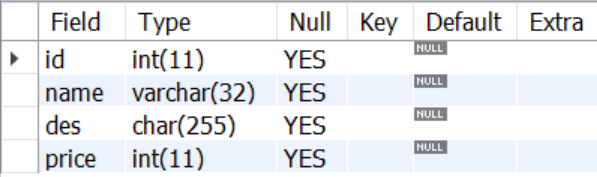 Field Type Null Key Default Extra
id int(11) YES NULL
name varchar(32) YES NULL
des char(255) YES NULL
price int(11) YES NULL